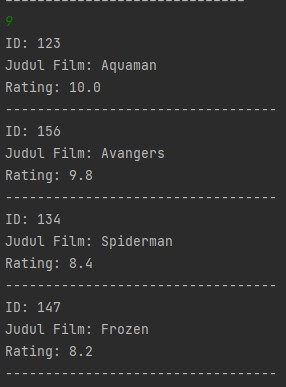 ---------------------------------
9
ID: 123
Judul Film: Aquaman
Rating: 10.0
----------------------------------
ID: 156
Judul Film: Avangers
Rating: 9.8
----------------------------------
ID: 134
Judul Film: Spiderman
Rating: 8.4
----------------------------------
ID: 147
Judul Film: Frozen
Rating: 8.2
----------------------------------